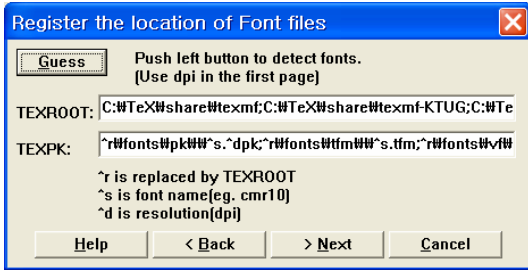 Register the location of Font files
Guess
Push left button to detect fonts.
(Use dpi in the first page)
TEXROOT: C:₩TeX₩share₩texmf;C:₩TeX₩share₩texmf-KTUG;C:₩Te
TEXPK: ^r₩fonts₩pk₩₩^s.^dpk;^r₩fonts₩tfm₩₩^s.tfm;^r₩fonts₩vf₩
^r is replaced by TEXROOT
^s is font name(eg. cmr10)
^d is resolution(dpi)
Help < Back > Next Cancel